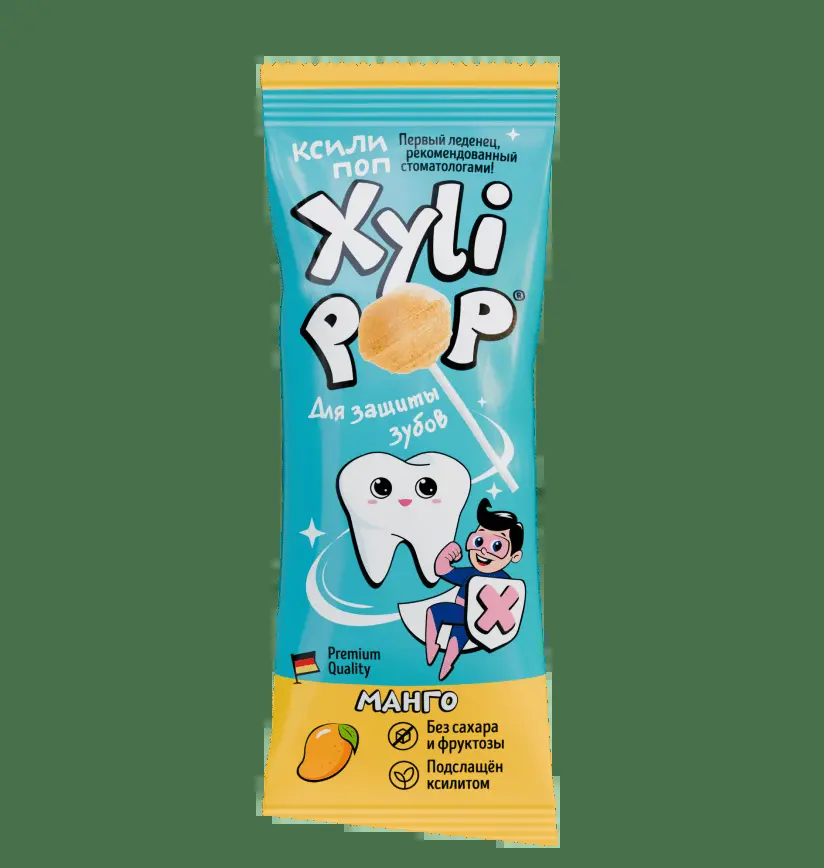 ксили
поп
Первый леденец,
рекомендованный
стоматологами!
Xyli
POP®
Для защиты
зубов
X
Premium
Quality
МАНГО
Без сахара
и фруктозы
Подслащён
ксилитом